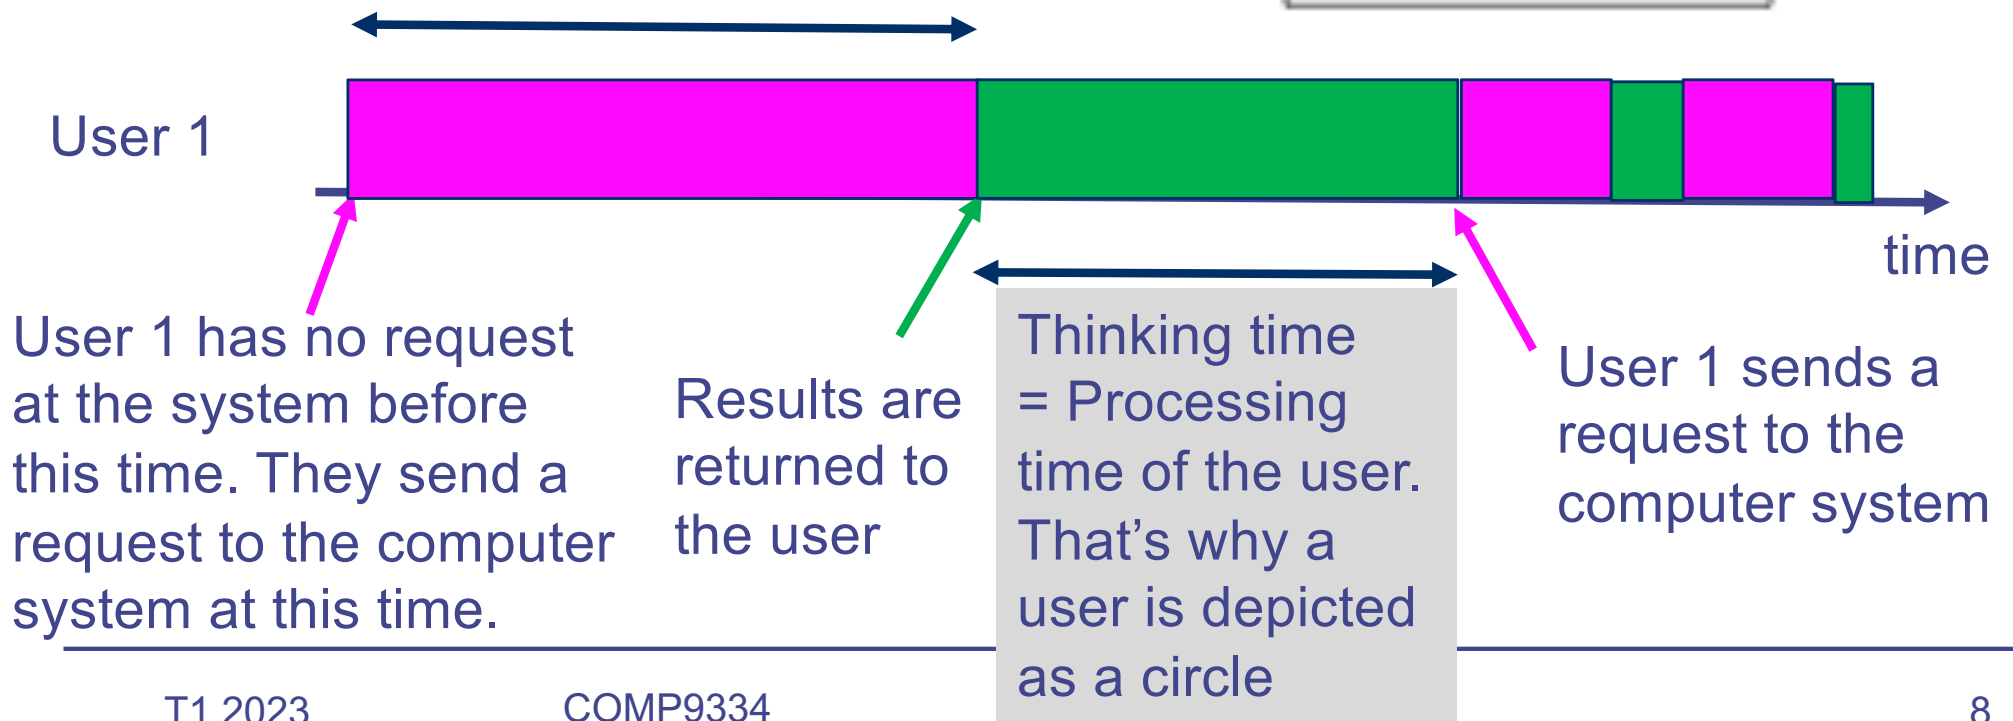 User 1
time
User 1 has no request
at the system before
this time. They send a
request to the computer
system at this time.
Results are
returned to
the user
Thinking time
= Processing
time of the user.
That’s why a
user is depicted
as a circle
User 1 sends a
request to the
computer system
T1 2023
COMP9334
8